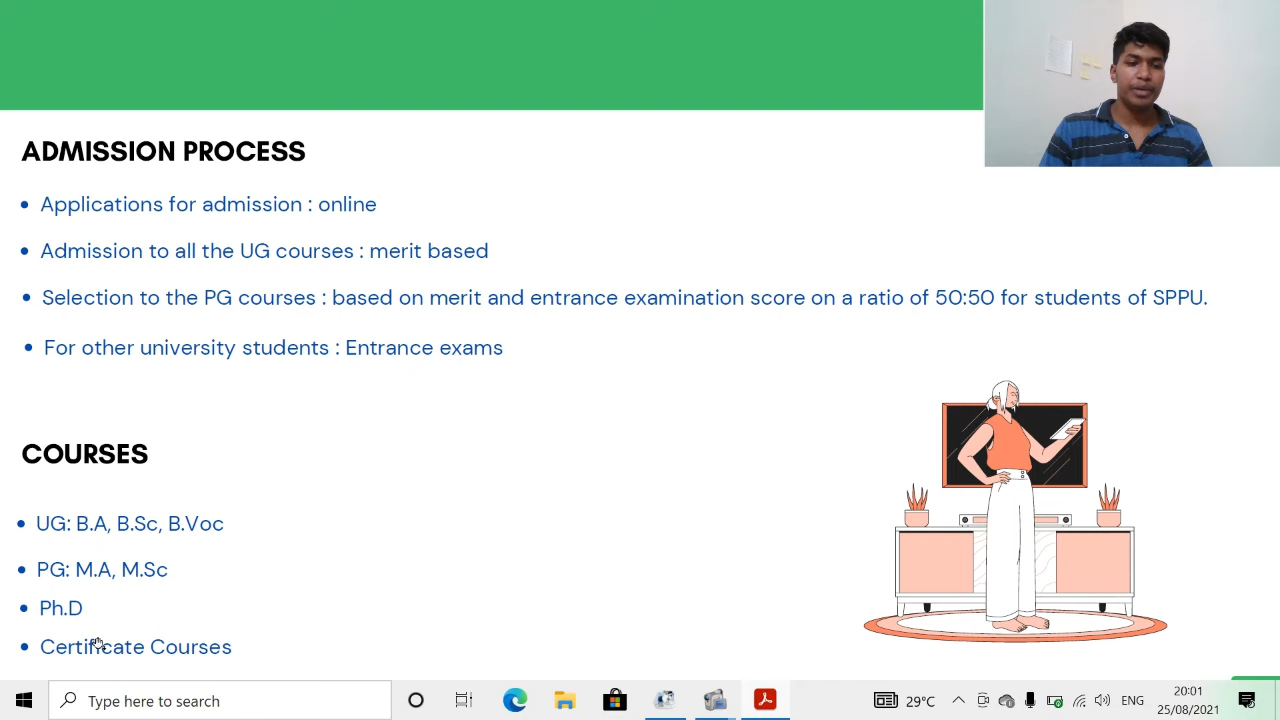 ADMISSION PROCESS
• Applications for admission : online
• Admission to all the UG courses : merit based
• Selection to the PG courses : based on merit and entrance examination score on a ratio of 50:50 for students of SPPU.
• For other university students : Entrance exams
COURSES
• UG: B.A, B.Sc, B.Voc
• PG: M.A, M.Sc
• Ph.D
• Certificate Courses
Type here to search
29°C
ENG
20:01
25/08/2021